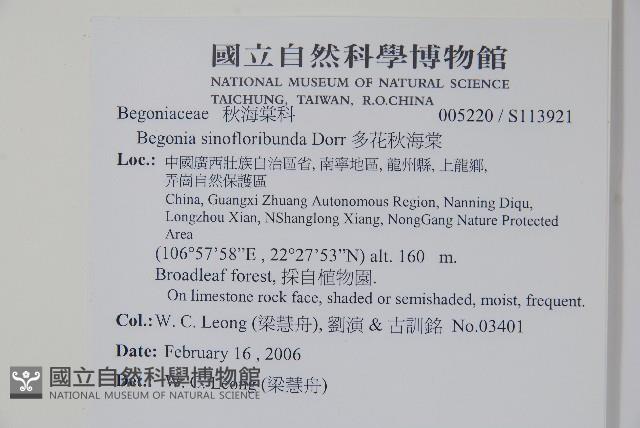 國立自然科學博物館
NATIONAL MUSEUM OF NATURAL SCIENCE
TAICHUNG, TAIWAN, R.O.CHINA
Begoniaceae 秋海棠科 005220 / S113921
Begonia sinofloribunda Dorr 多花秋海棠
Loc.: 中國廣西壯族自治區省, 南寧地區, 龍州縣, 上龍鄉,
弄崗自然保護區
China, Guangxi Zhuang Autonomous Region, Nanning Diqu,
Longzhou Xian, NShanglong Xiang, NongGang Nature Protected
Area
(106°57'58”E , 22°27'53”N) alt. 160 m.
Broadleaf forest, 採自植物園.
On limestone rock face, shaded or semishaded, moist, frequent.
Col.: W. C. Leong (梁慧舟), 劉演 & 古訓銘 No.03401
Date: February 16 , 2006
Det.: W. C. Leong (梁慧舟)
國立自然科學博物館
NATIONAL MUSEUM OF NATURAL SCIENCE